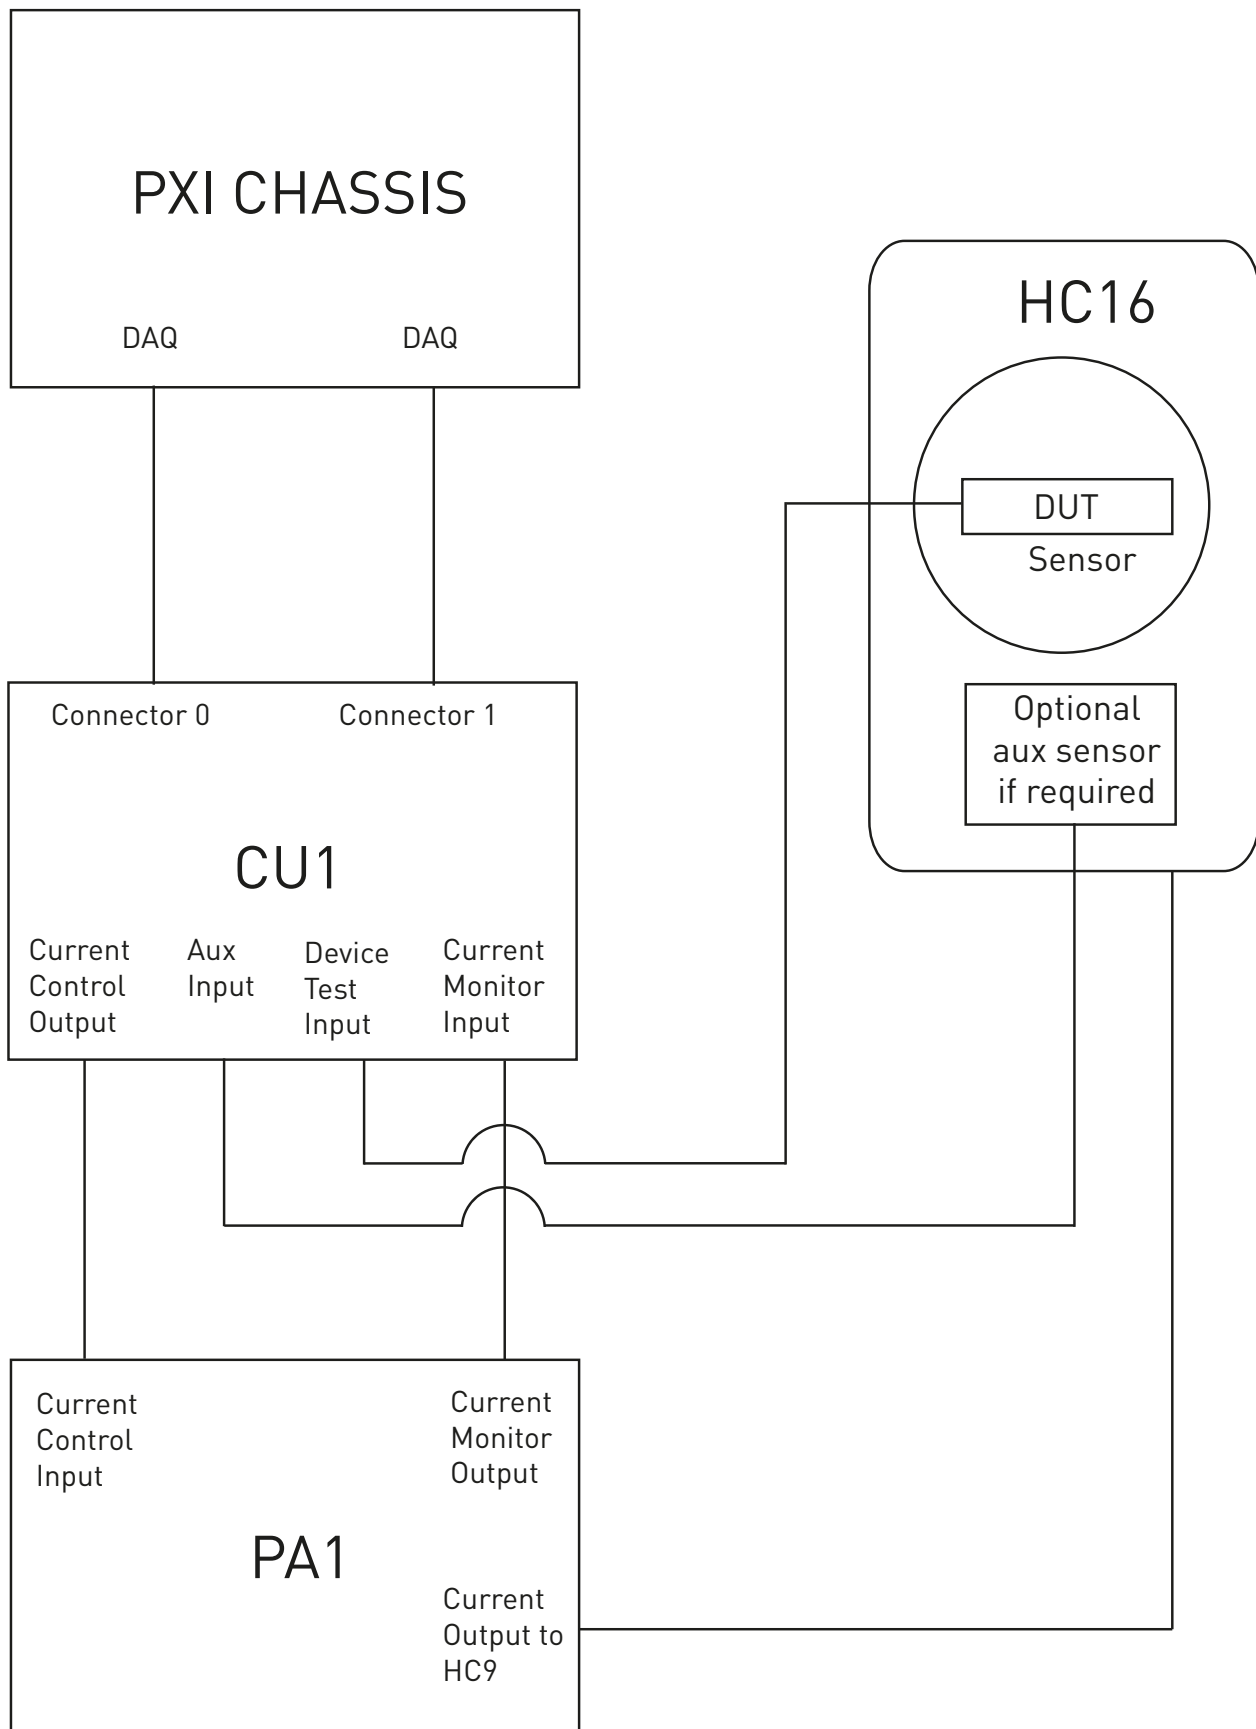 PXI CHASSIS
DAQ
DAQ
HC16
DUT
Sensor
Optional
aux sensor
if required
Connector 0
Connector 1
CU1
Current
Control
Output
Aux
Input
Device
Test
Input
Current
Monitor
Input
Current
Control
Input
Current
Monitor
Output
PA1
Current
Output to
HC9